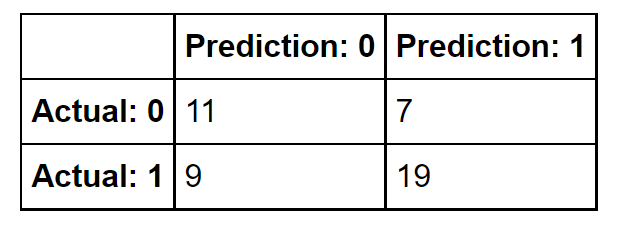 Prediction: 0 Prediction: 1
Actual: 0 11 7
Actual: 1 9 19